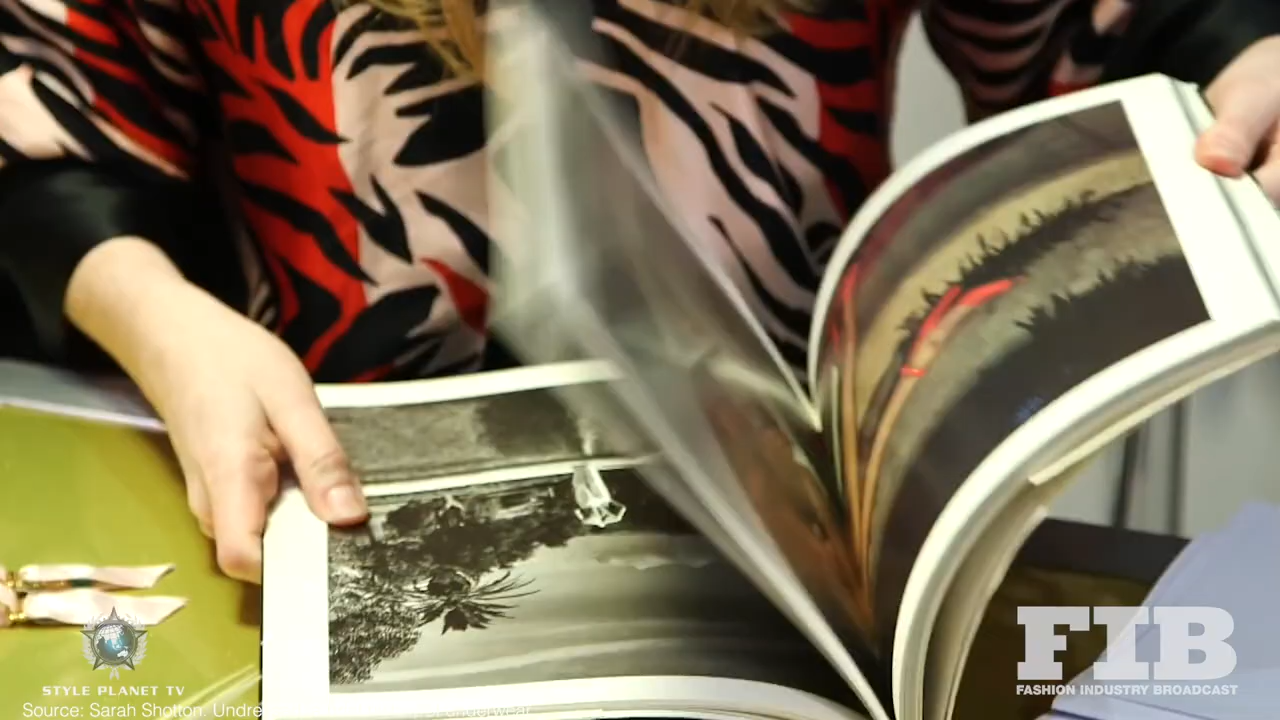 FIB
FASHION INDUSTRY BROADCAST
STYLE PLANET TV
Source: Sarah Shotton: Undre